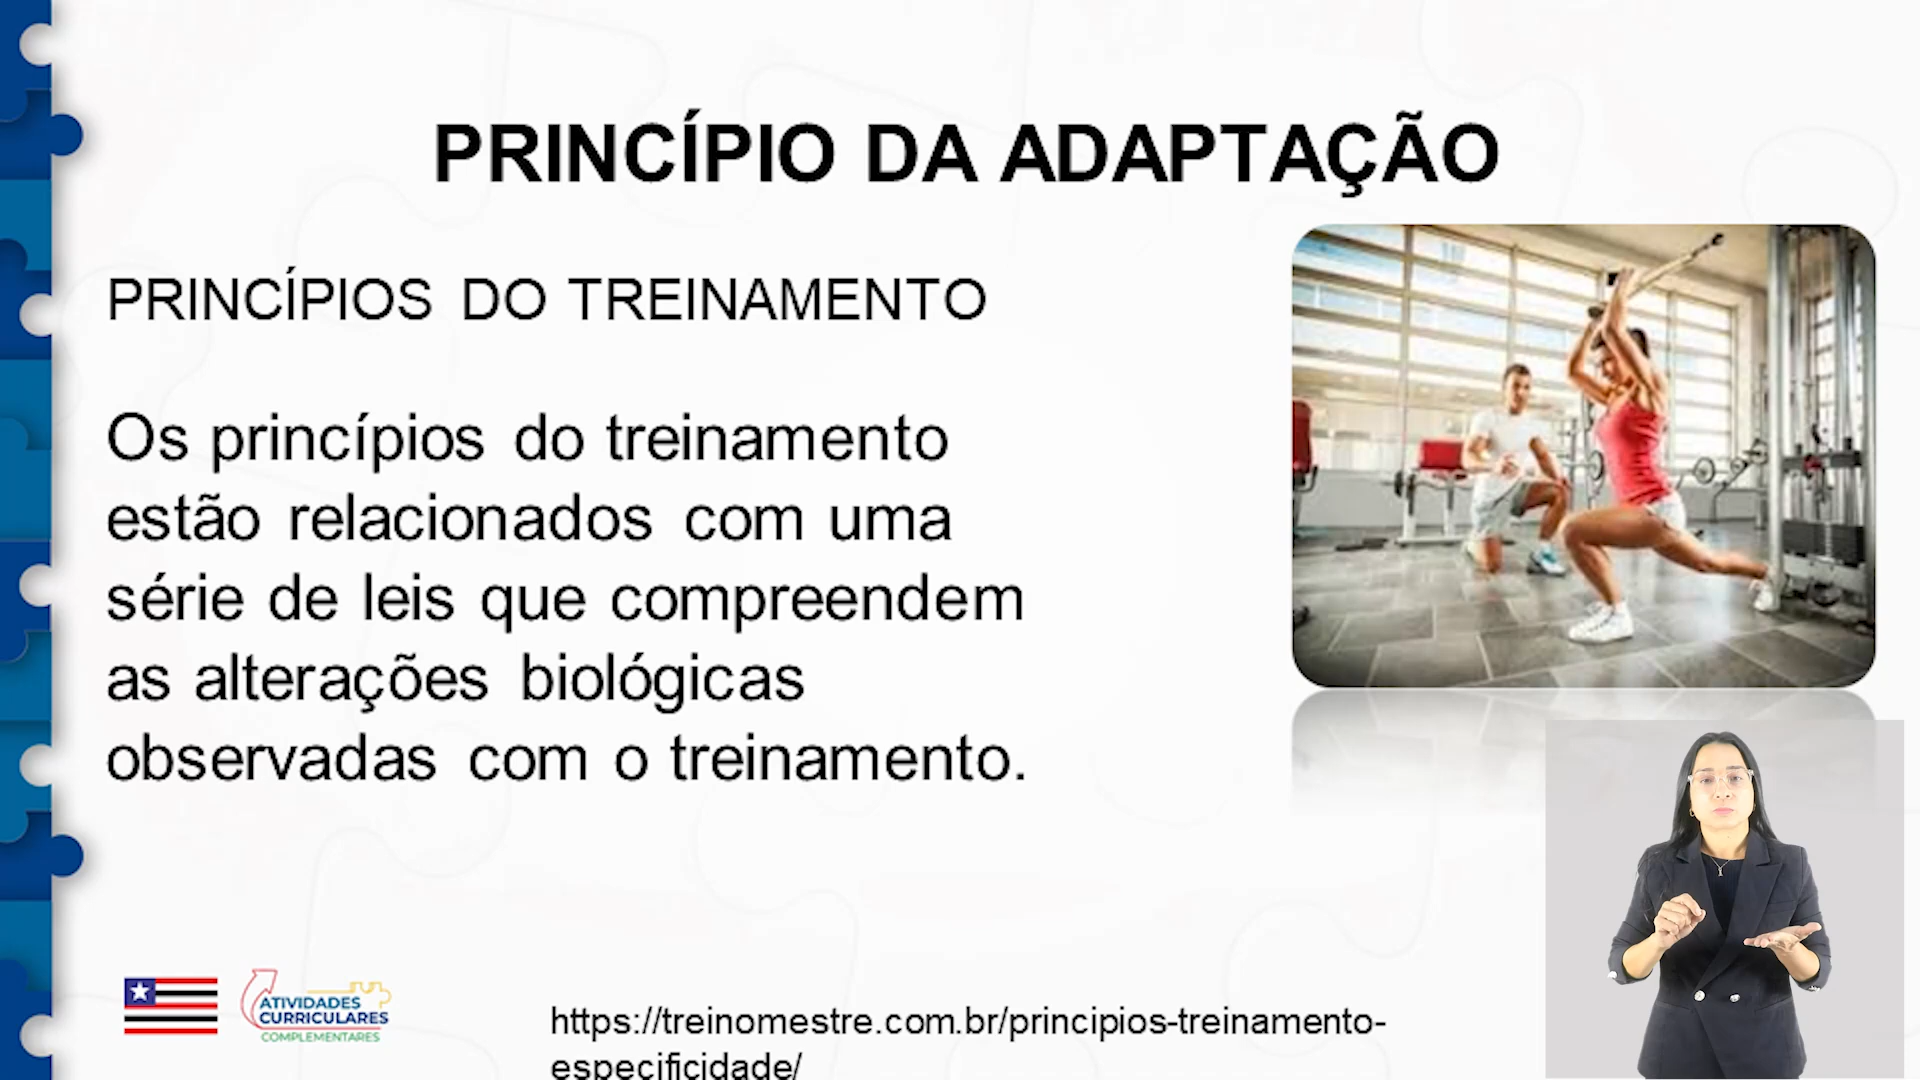 PRINCÍPIO DA ADAPTAÇÃO
PRINCÍPIOS DO TREINAMENTO
Os princípios do treinamento
estão relacionados com uma
série de leis que compreendem
as alterações biológicas
observadas com o treinamento.
ATIVIDADES
CURRICULARES
COMPLEMENTARES
https://treinomestre.com.br/principios-treinamento-
especificidade/